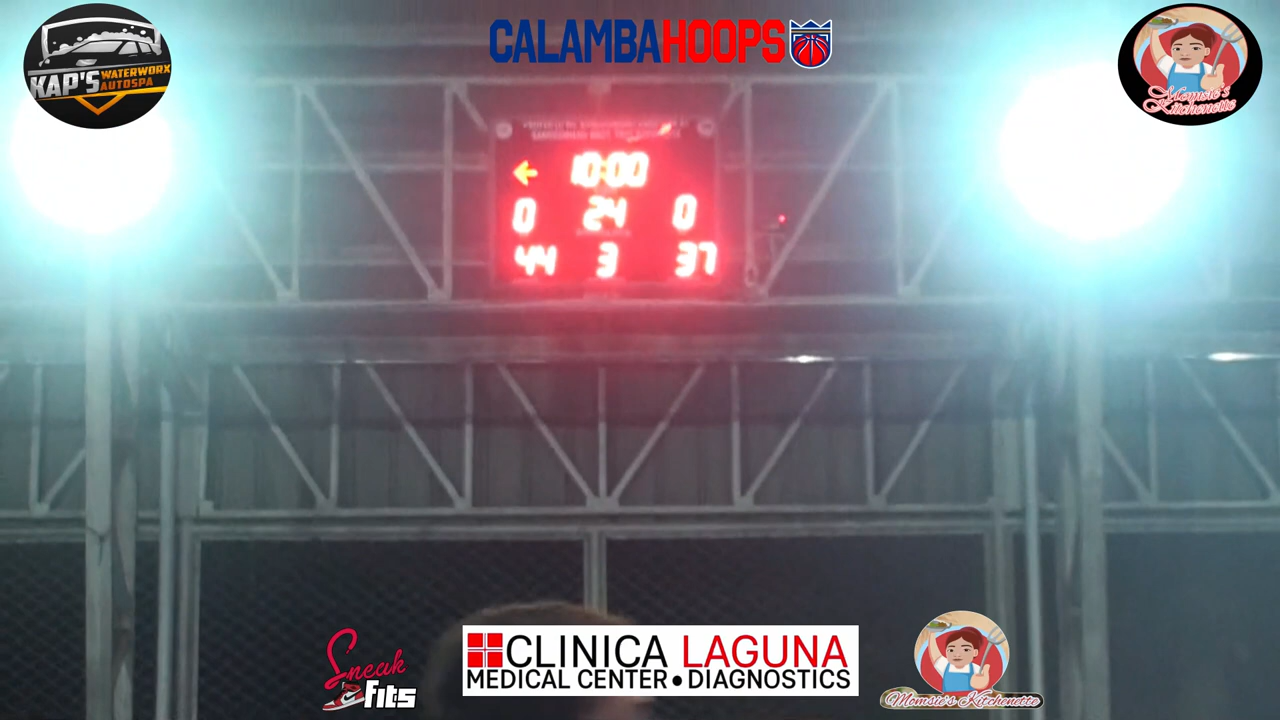 KAP'S WATERWORX AUTOSPA
CALAMBAHOOPS
Momsie's Kitchenette
10:00
0 24 0
44 3 37
Sneak fits
CLINICA LAGUNA
MEDICAL CENTER • DIAGNOSTICS
Momsie's Kitchenette